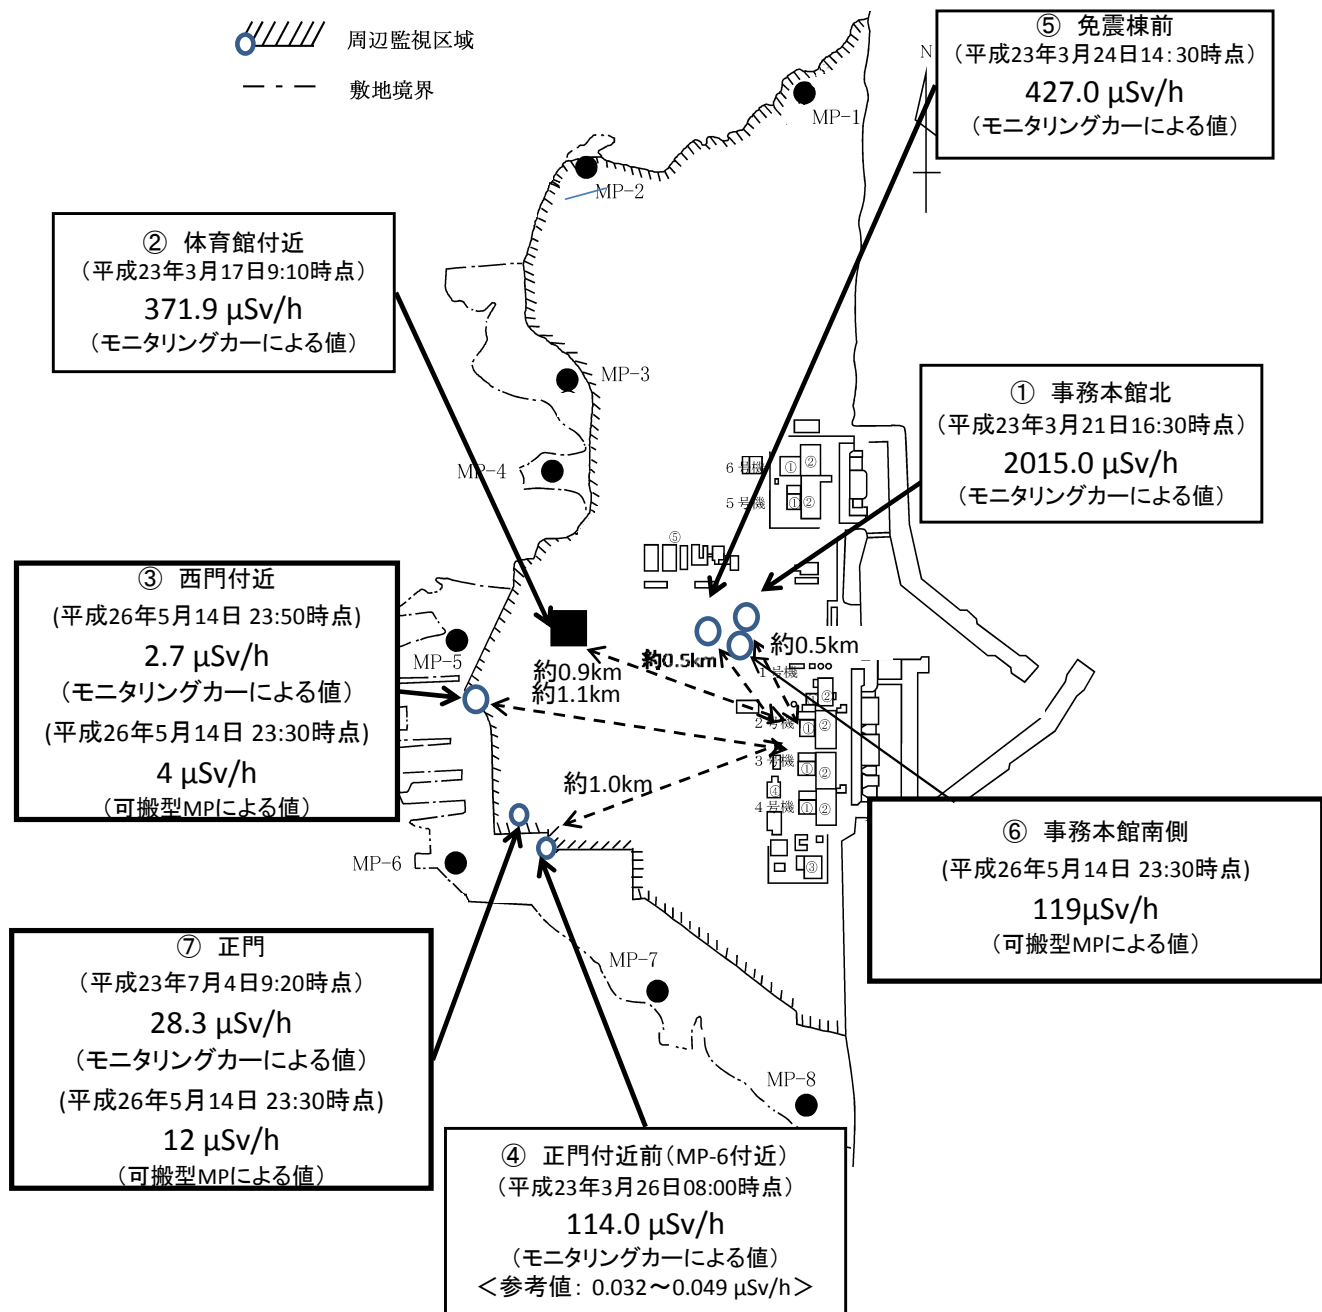 周辺監視区域
敷地境界
N
MP-1
MP-2
MP-3
MP-4
MP-5
MP-6
MP-7
MP-8
⑤ 免震棟前
（平成23年3月24日14：30時点）
427.0 μSv/h
（モニタリングカーによる値）
② 体育館付近
（平成23年3月17日9:10時点）
371.9 μSv/h
（モニタリングカーによる値）
① 事務本館北
（平成23年3月21日16:30時点）
2015.0 μSv/h
（モニタリングカーによる値）
6号機
①
②
5号機
①
②
⑤
③ 西門付近
(平成26年5月14日 23:50時点)
2.7 μSv/h
（モニタリングカーによる値）
(平成26年5月14日 23:30時点)
4 μSv/h
（可搬型MPによる値）
約0.5km
約0.5km
約0.9km
約1.1km
約1.0km
1号機
②
2号機
①
②
3号機
①
②
④
4号機
①
②
③
⑥ 事務本館南側
(平成26年5月14日 23:30時点)
119μSv/h
（可搬型MPによる値）
⑦ 正門
（平成23年7月4日9:20時点）
28.3 μSv/h
（モニタリングカーによる値）
(平成26年5月14日 23:30時点)
12 μSv/h
（可搬型MPによる値）
④ 正門付近前（MP-6付近）
（平成23年3月26日08:00時点）
114.0 μSv/h
（モニタリングカーによる値）
＜参考値： 0.032～0.049 μSv/h＞